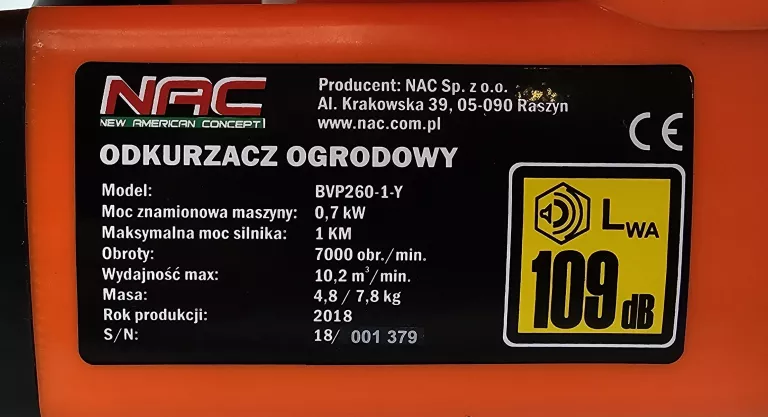 NAC
NEW AMERICAN CONCEPT
Producent: NAC Sp. z o.o.
Al. Krakowska 39, 05-090 Raszyn
www.nac.com.pl
CE
ODKURZACZ OGRODOWY
Model: BVP260-1-Y
Moc znamionowa maszyny: 0,7 kW
Maksymalna moc silnika: 1 KM
Obroty: 7000 obr./min.
Wydajność max: 10,2 m³/min.
Masa: 4,8 / 7,8 kg
Rok produkcji: 2018
S/N: 18/ 001 379
LWA
109 dB